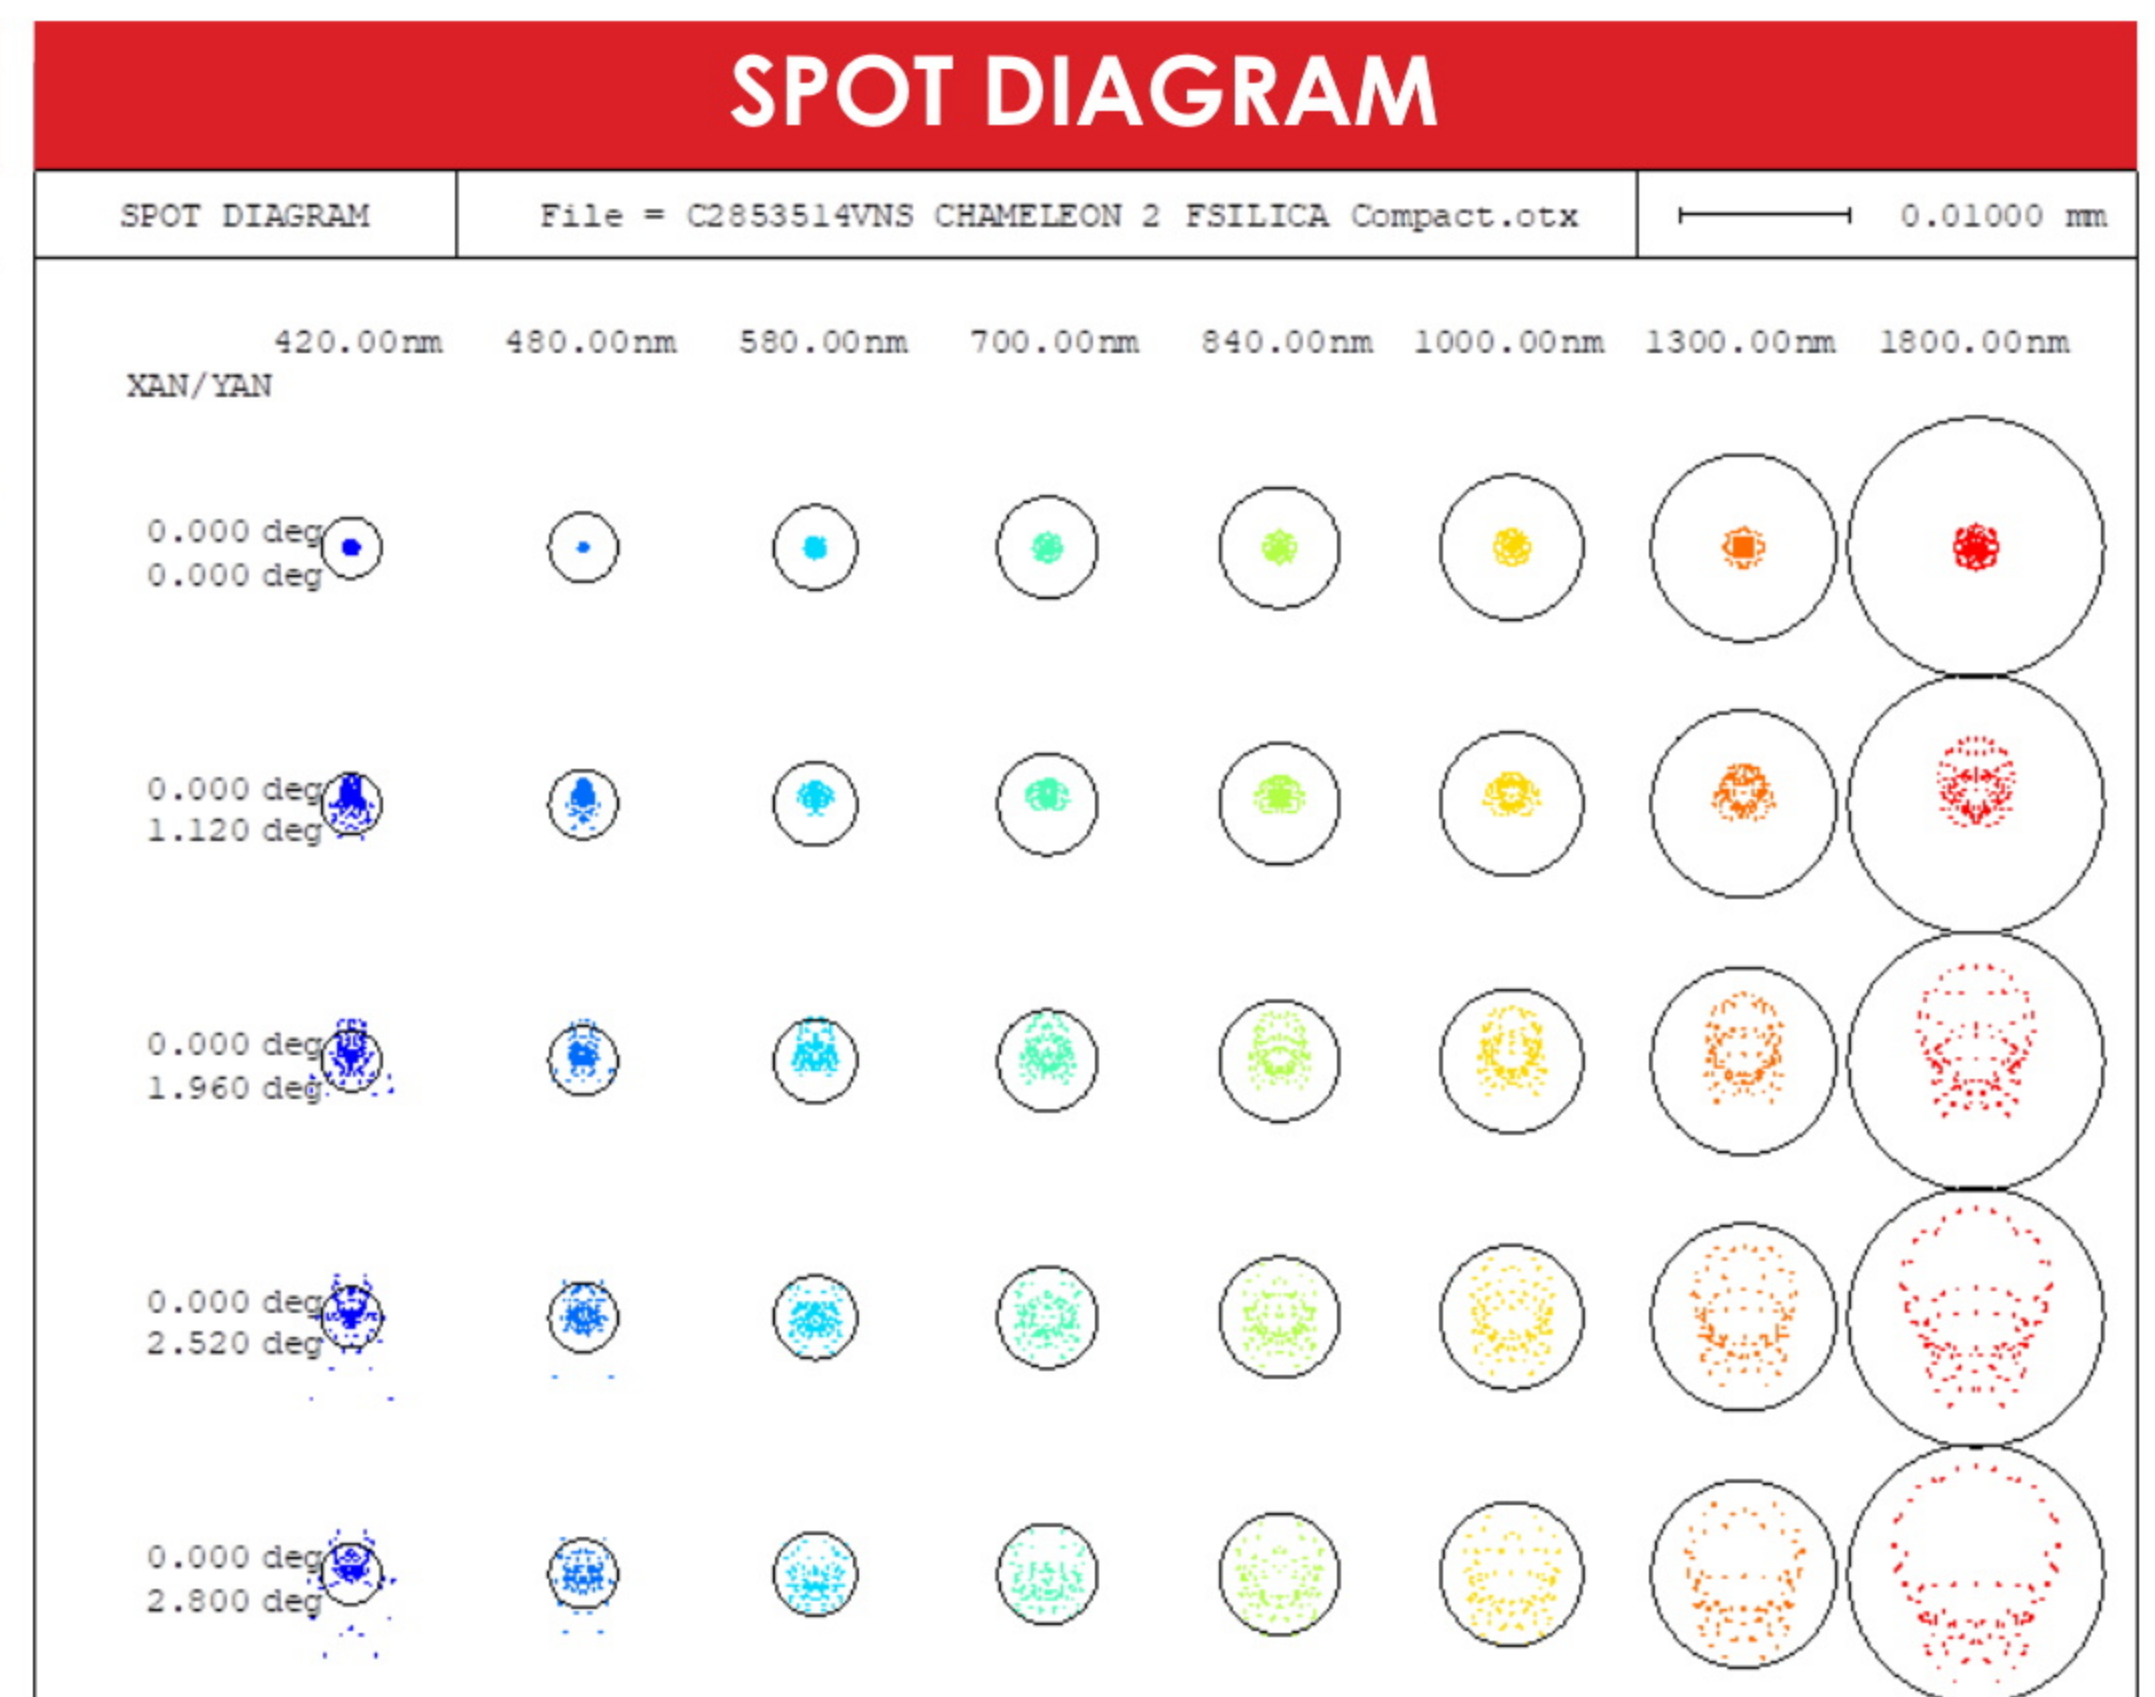 SPOT DIAGRAM
SPOT DIAGRAM File = C2853514VNS CHAMELEON 2 FSILICA Compact.otx 0.01000 mm
420.00nm 480.00nm 580.00nm 700.00nm 840.00nm 1000.00nm 1300.00nm 1800.00nm
XAN/YAN
0.000 deg
0.000 deg
0.000 deg
1.120 deg
0.000 deg
1.960 deg
0.000 deg
2.520 deg
0.000 deg
2.800 deg